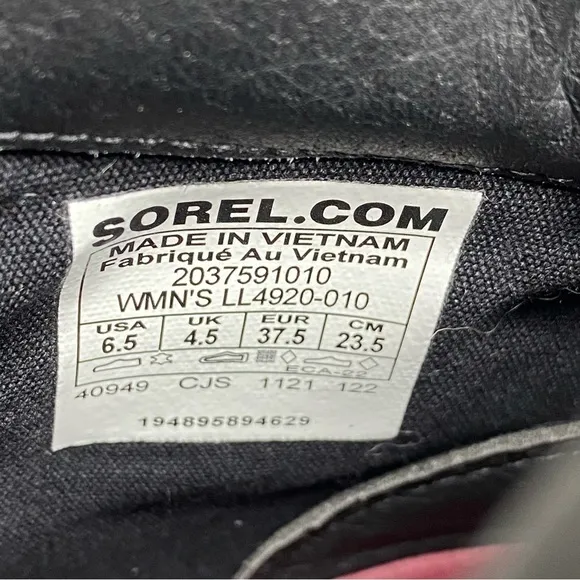 SOREL.COM
MADE IN VIETNAM
Fabriqué Au Vietnam
2037591010
WMN'S LL4920-010
USA UK EUR CM
6.5 4.5 37.5 23.5
ECA-22
40949 CJS 1121 122
194895894629